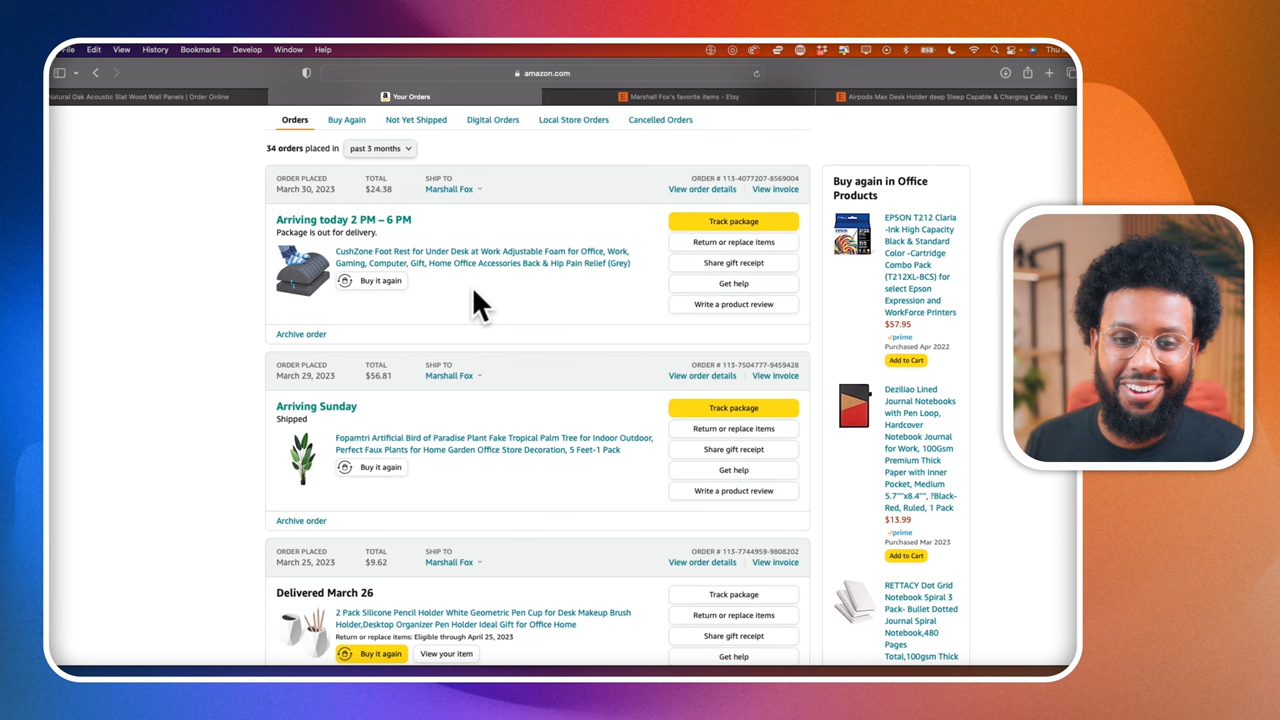 File Edit View History Bookmarks Develop Window Help
Thu
amazon.com
Natural Oak Acoustic Slat Wood Wall Panels | Order Online
Your Orders
Marshall Fox's favorite items - Etsy
Airpods Max Desk Holder deep Sleep Capable & Charging Cable - Etsy
Orders Buy Again Not Yet Shipped Digital Orders Local Store Orders Cancelled Orders
34 orders placed in past 3 months
ORDER PLACED TOTAL SHIP TO ORDER # 113-4077207-8569004
March 30, 2023 $24.38 Marshall Fox View order details View invoice
Arriving today 2 PM – 6 PM
Package is out for delivery.
CushZone Foot Rest for Under Desk at Work Adjustable Foam for Office, Work,
Gaming, Computer, Gift, Home Office Accessories Back & Hip Pain Relief (Grey)
Buy it again
Track package
Return or replace items
Share gift receipt
Get help
Write a product review
Archive order
ORDER PLACED TOTAL SHIP TO ORDER # 113-7504777-9459428
March 29, 2023 $56.81 Marshall Fox View order details View invoice
Arriving Sunday
Shipped
Fopamtri Artificial Bird of Paradise Plant Fake Tropical Palm Tree for Indoor Outdoor,
Perfect Faux Plants for Home Garden Office Store Decoration, 5 Feet-1 Pack
Buy it again
Track package
Return or replace items
Share gift receipt
Get help
Write a product review
Archive order
ORDER PLACED TOTAL SHIP TO ORDER # 113-7744959-9808202
March 25, 2023 $9.62 Marshall Fox View order details View invoice
Delivered March 26
2 Pack Silicone Pencil Holder White Geometric Pen Cup for Desk Makeup Brush
Holder,Desktop Organizer Pen Holder Ideal Gift for Office Home
Return or replace items: Eligible through April 25, 2023
Buy it again View your item
Track package
Return or replace items
Share gift receipt
Get help
Buy again in Office
Products
EPSON T212 Claria
-Ink High Capacity
Black & Standard
Color -Cartridge
Combo Pack
(T212XL-BCS) for
select Epson
Expression and
WorkForce Printers
$57.95
prime
Purchased Apr 2022
Add to Cart
Deziliao Lined
Journal Notebooks
with Pen Loop,
Hardcover
Notebook Journal
for Work, 100Gsm
Premium Thick
Paper with Inner
Pocket, Medium
5.7""x8.4"", ?Black-
Red, Ruled, 1 Pack
$13.99
prime
Purchased Mar 2023
Add to Cart
RETTACY Dot Grid
Notebook Spiral 3
Pack- Bullet Dotted
Journal Spiral
Notebook,480
Pages
Total,100gsm Thick